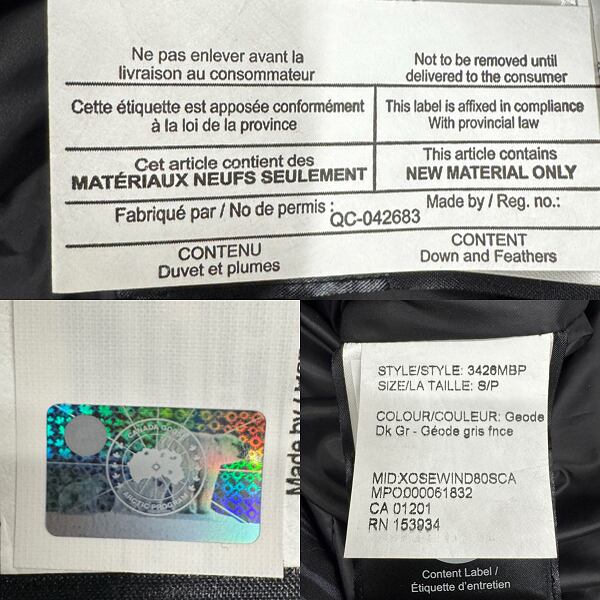 Ne pas enlever avant la
livraison au consommateur
Not to be removed until
delivered to the consumer
Cette étiquette est apposée conformément
à la loi de la province
This label is affixed in compliance
With provincial law
Cet article contient des
MATÉRIAUX NEUFS SEULEMENT
This article contains
NEW MATERIAL ONLY
Fabriqué par / No de permis :
QC-042683
Made by / Reg. no.:
CONTENU
Duvet et plumes
CONTENT
Down and Feathers
CANADA GOOSE
ARCTIC PROGRAM
Made by /
STYLE/STYLE: 3426MBP
SIZE/LA TAILLE: S/P
COLOUR/COULEUR: Geode
Dk Gr - Géode gris fnce
MID.XOSEWIND80SCA
MPO000061832
CA 01201
RN 153934
Content Label /
Étiquette d'entretien